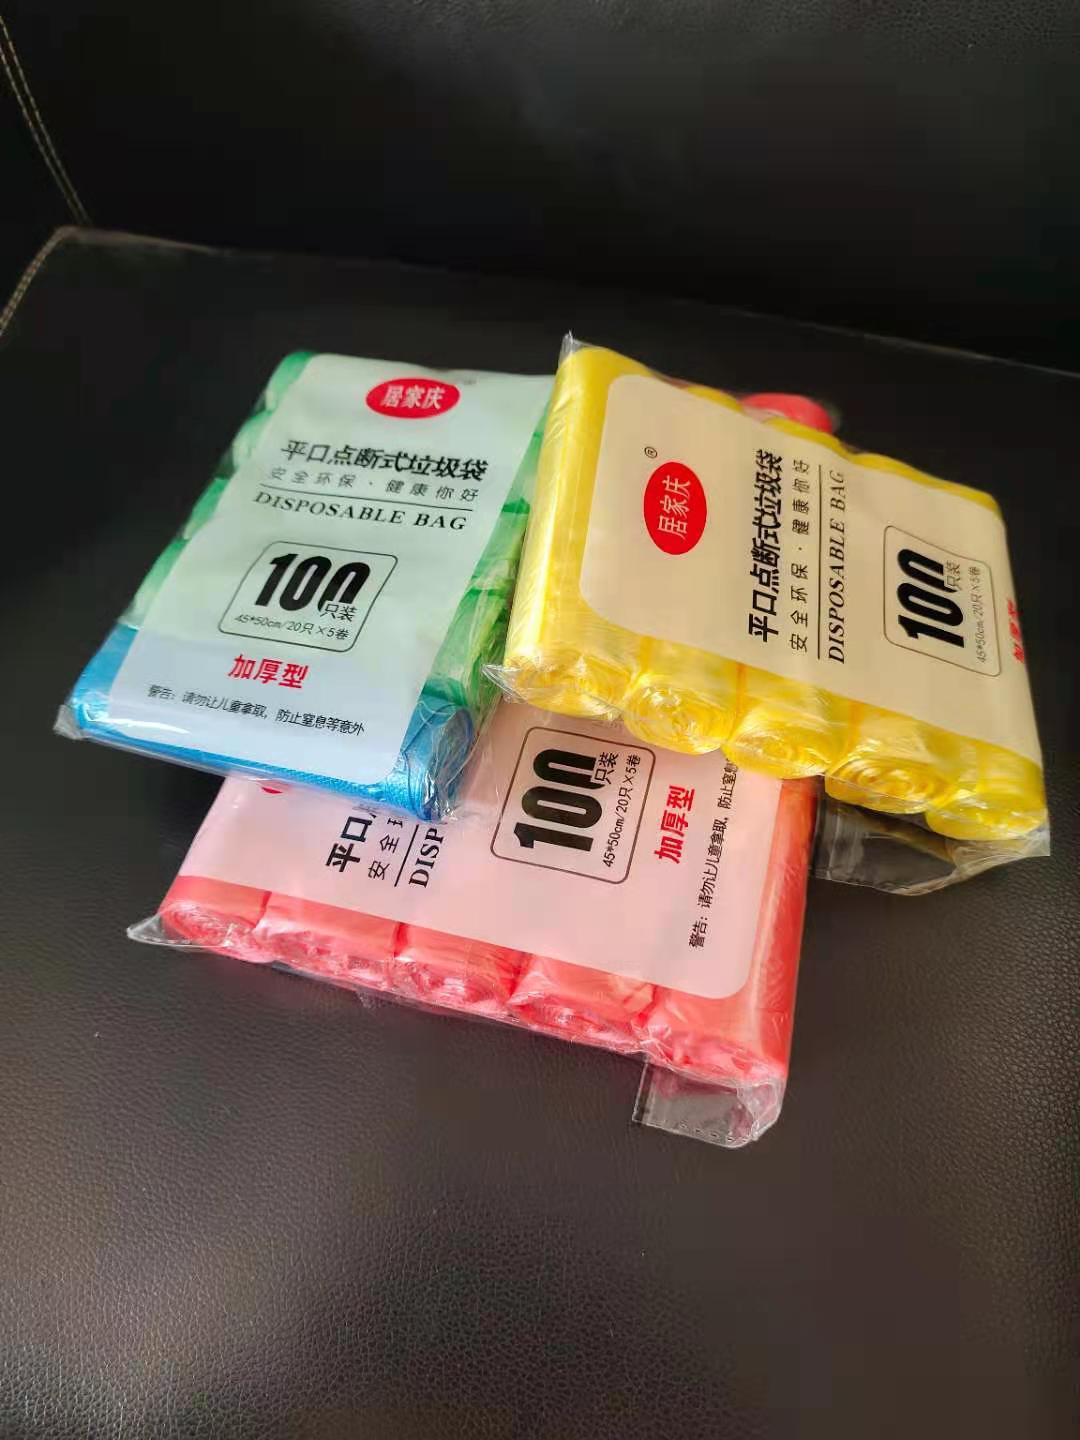 居家庆
平口点断式垃圾袋
安全环保·健康你好
DISPOSABLE BAG
100只装
45*50cm/20只×5卷
加厚型
警告：请勿让儿童拿取，防止窒息等意外
®
居家庆
平口点断式垃圾袋
安全环保·健康你好
DISPOSABLE BAG
100只装
45*50cm/20只×5卷
加厚
平口
安全
DISP
100只装
45*50cm/20只×5卷
加厚型
警告：请勿让儿童拿取，防止窒